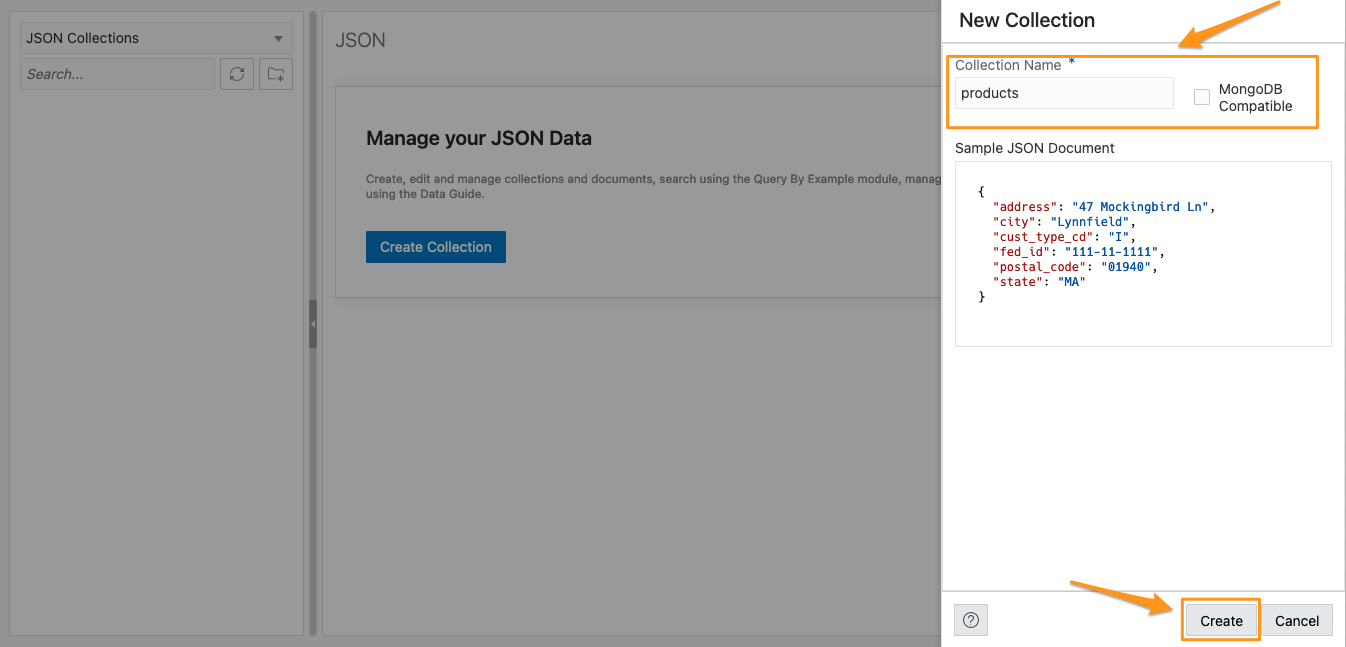 JSON Collections
Search...
JSON
Manage your JSON Data
Create, edit and manage collections and documents, search using the Query By Example module, manag
using the Data Guide.
Create Collection
New Collection
Collection Name *
products
MongoDB
Compatible
Sample JSON Document
{
"address": "47 Mockingbird Ln",
"city": "Lynnfield",
"cust_type_cd": "I",
"fed_id": "111-11-1111",
"postal_code": "01940",
"state": "MA"
}
?
Create
Cancel